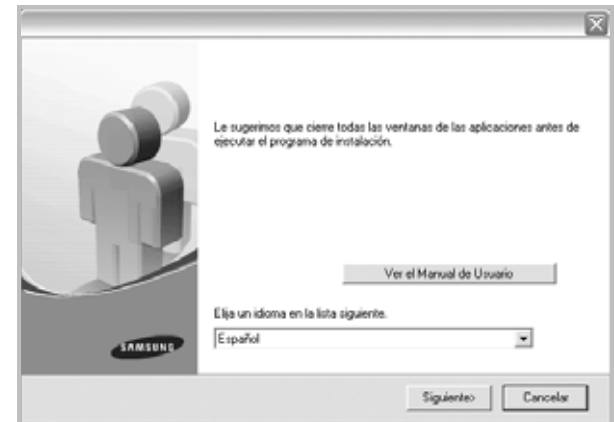 Le sugerimos que cierre todas las ventanas de las aplicaciones antes de
ejecutar el programa de instalación.
Ver el Manual de Usuario
Elija un idioma en la lista siguiente.
Español
SAMSUNG
Siguiente>
Cancelar